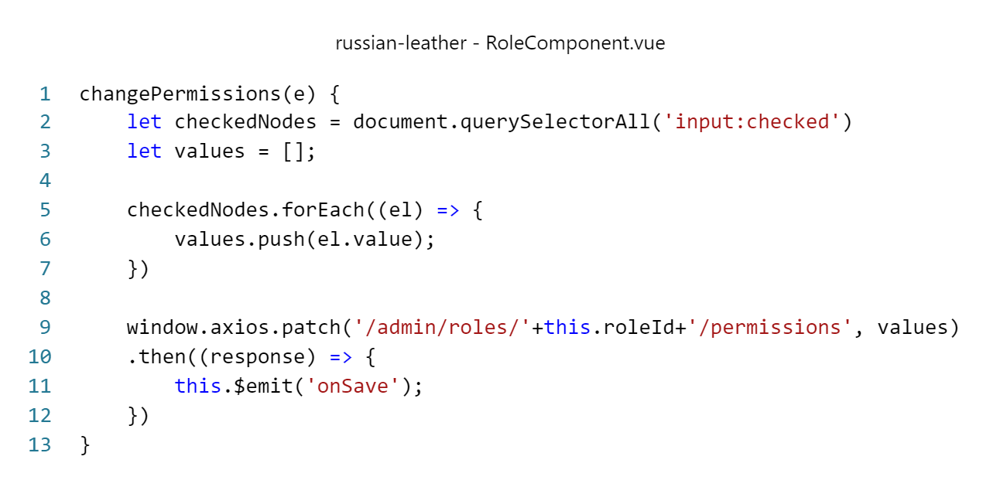 russian-leather - RoleComponent.vue
1 changePermissions(e) {
2     let checkedNodes = document.querySelectorAll('input:checked')
3     let values = [];
4
5     checkedNodes.forEach((el) => {
6         values.push(el.value);
7     })
8
9     window.axios.patch('/admin/roles/'+this.roleId+'/permissions', values)
10     .then((response) => {
11         this.$emit('onSave');
12     })
13 }